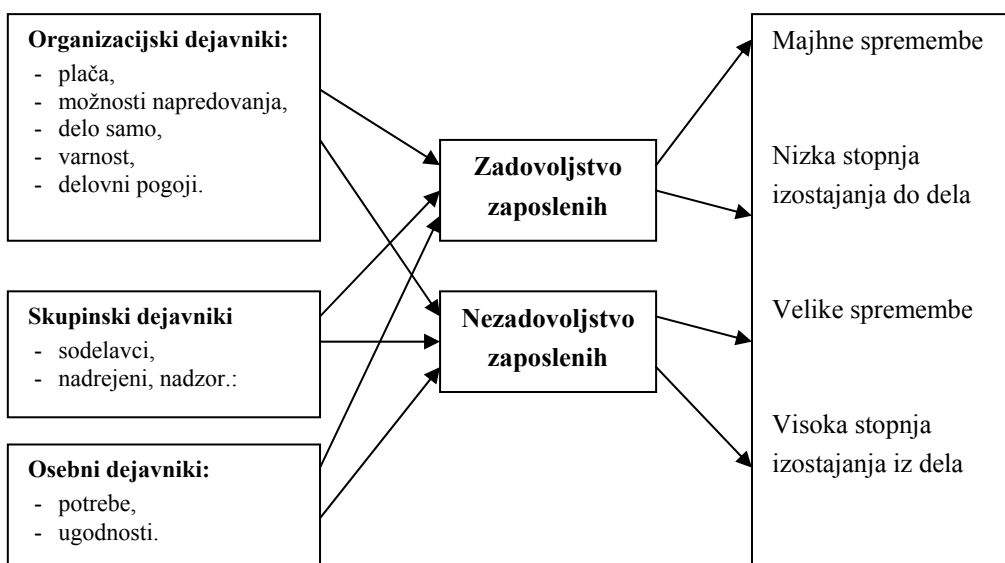 Organizacijski dejavniki:
- plača,
- možnosti napredovanja,
- delo samo,
- varnost,
- delovni pogoji.
Skupinski dejavniki
- sodelavci,
- nadrejeni, nadzor.:
Osebni dejavniki:
- potrebe,
- ugodnosti.
Zadovoljstvo
zaposlenih
Nezadovoljstvo
zaposlenih
Majhne spremembe
Nizka stopnja
izostajanja do dela
Velike spremembe
Visoka stopnja
izostajanja iz dela